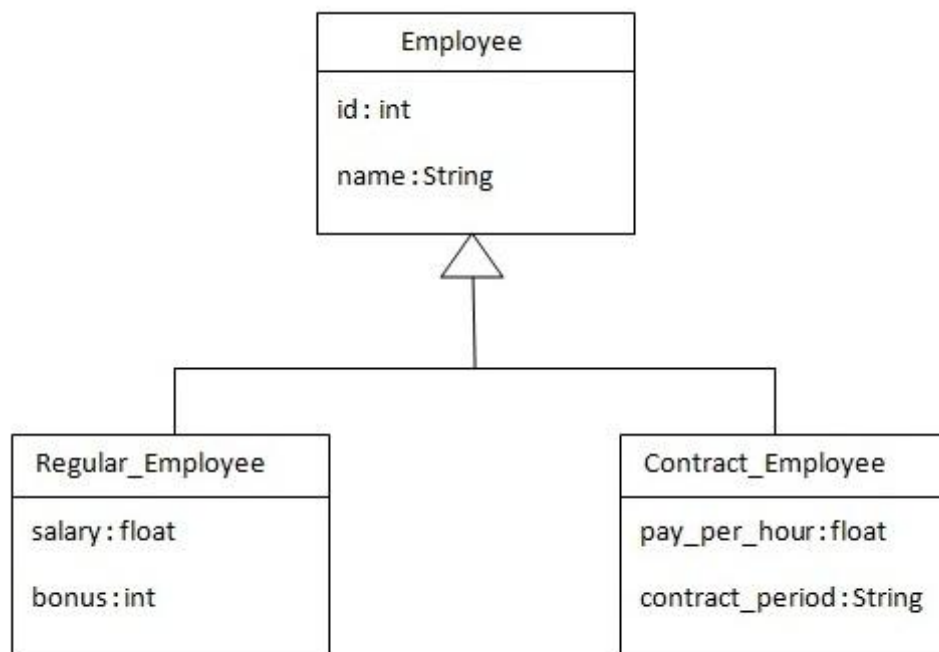 Employee
id: int
name:String
Regular_Employee
salary:float
bonus:int
Contract_Employee
pay_per_hour:float
contract_period:String